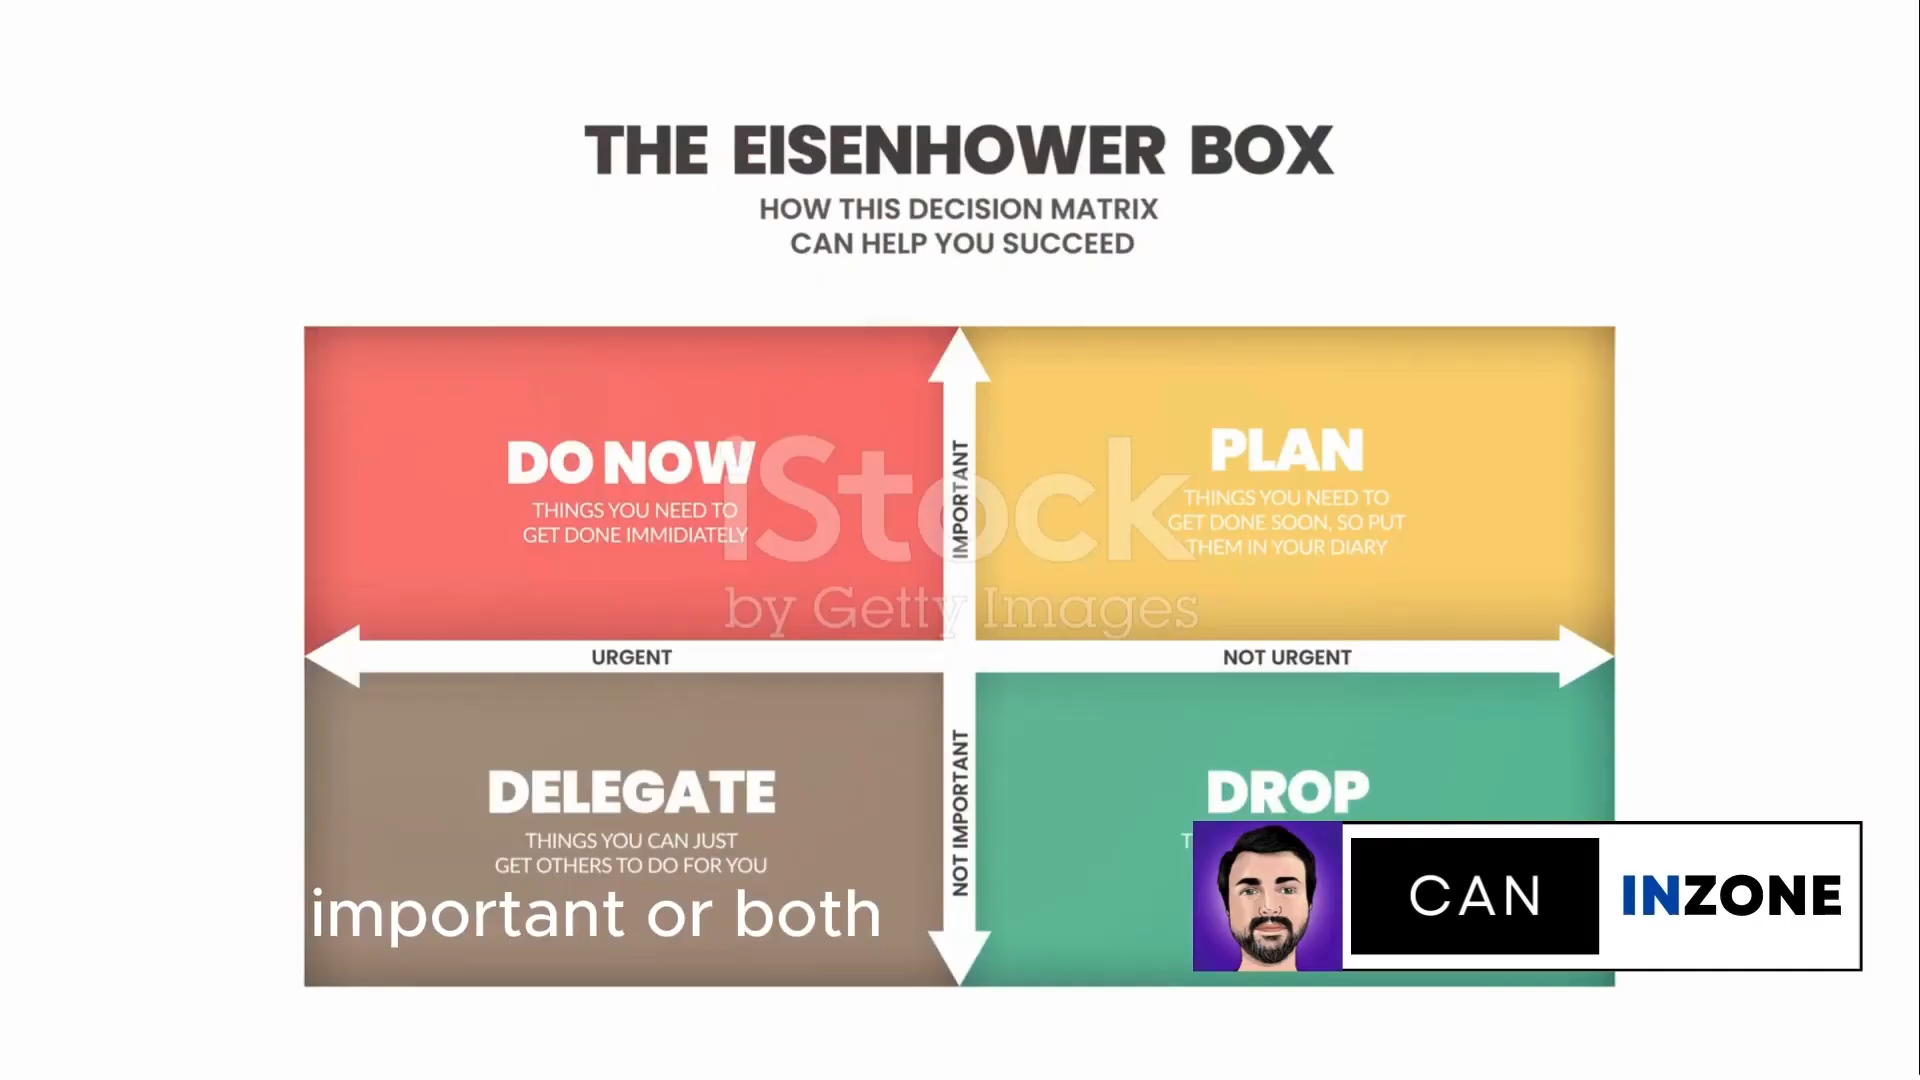 THE EISENHOWER BOX
HOW THIS DECISION MATRIX
CAN HELP YOU SUCCEED
DO NOW
THINGS YOU NEED TO
GET DONE IMMIDIATELY
IMPORTANT
PLAN
THINGS YOU NEED TO
GET DONE SOON, SO PUT
THEM IN YOUR DIARY
iStock
by Getty Images
URGENT
NOT URGENT
DELEGATE
THINGS YOU CAN JUST
GET OTHERS TO DO FOR YOU
NOT IMPORTANT
DROP
important or both
CAN
INZONE